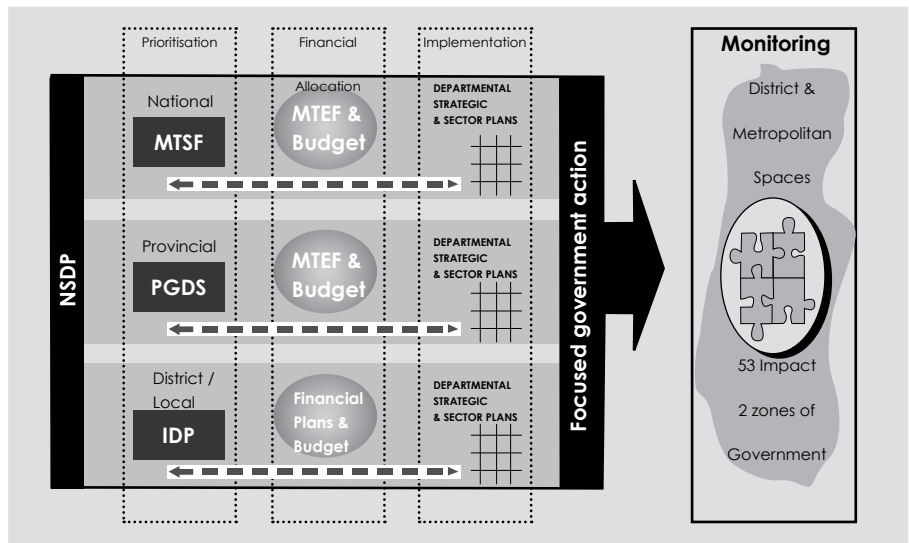 Prioritisation
Financial
Implementation
Allocation
NSDP
National
MTSF
MTEF &
Budget
DEPARTMENTAL
STRATEGIC
& SECTOR PLANS
Provincial
PGDS
MTEF &
Budget
DEPARTMENTAL
STRATEGIC
& SECTOR PLANS
District /
Local
IDP
Financial
Plans &
Budget
DEPARTMENTAL
STRATEGIC
& SECTOR PLANS
Focused government action
Monitoring
District &
Metropolitan
Spaces
53 Impact
2 zones of
Government